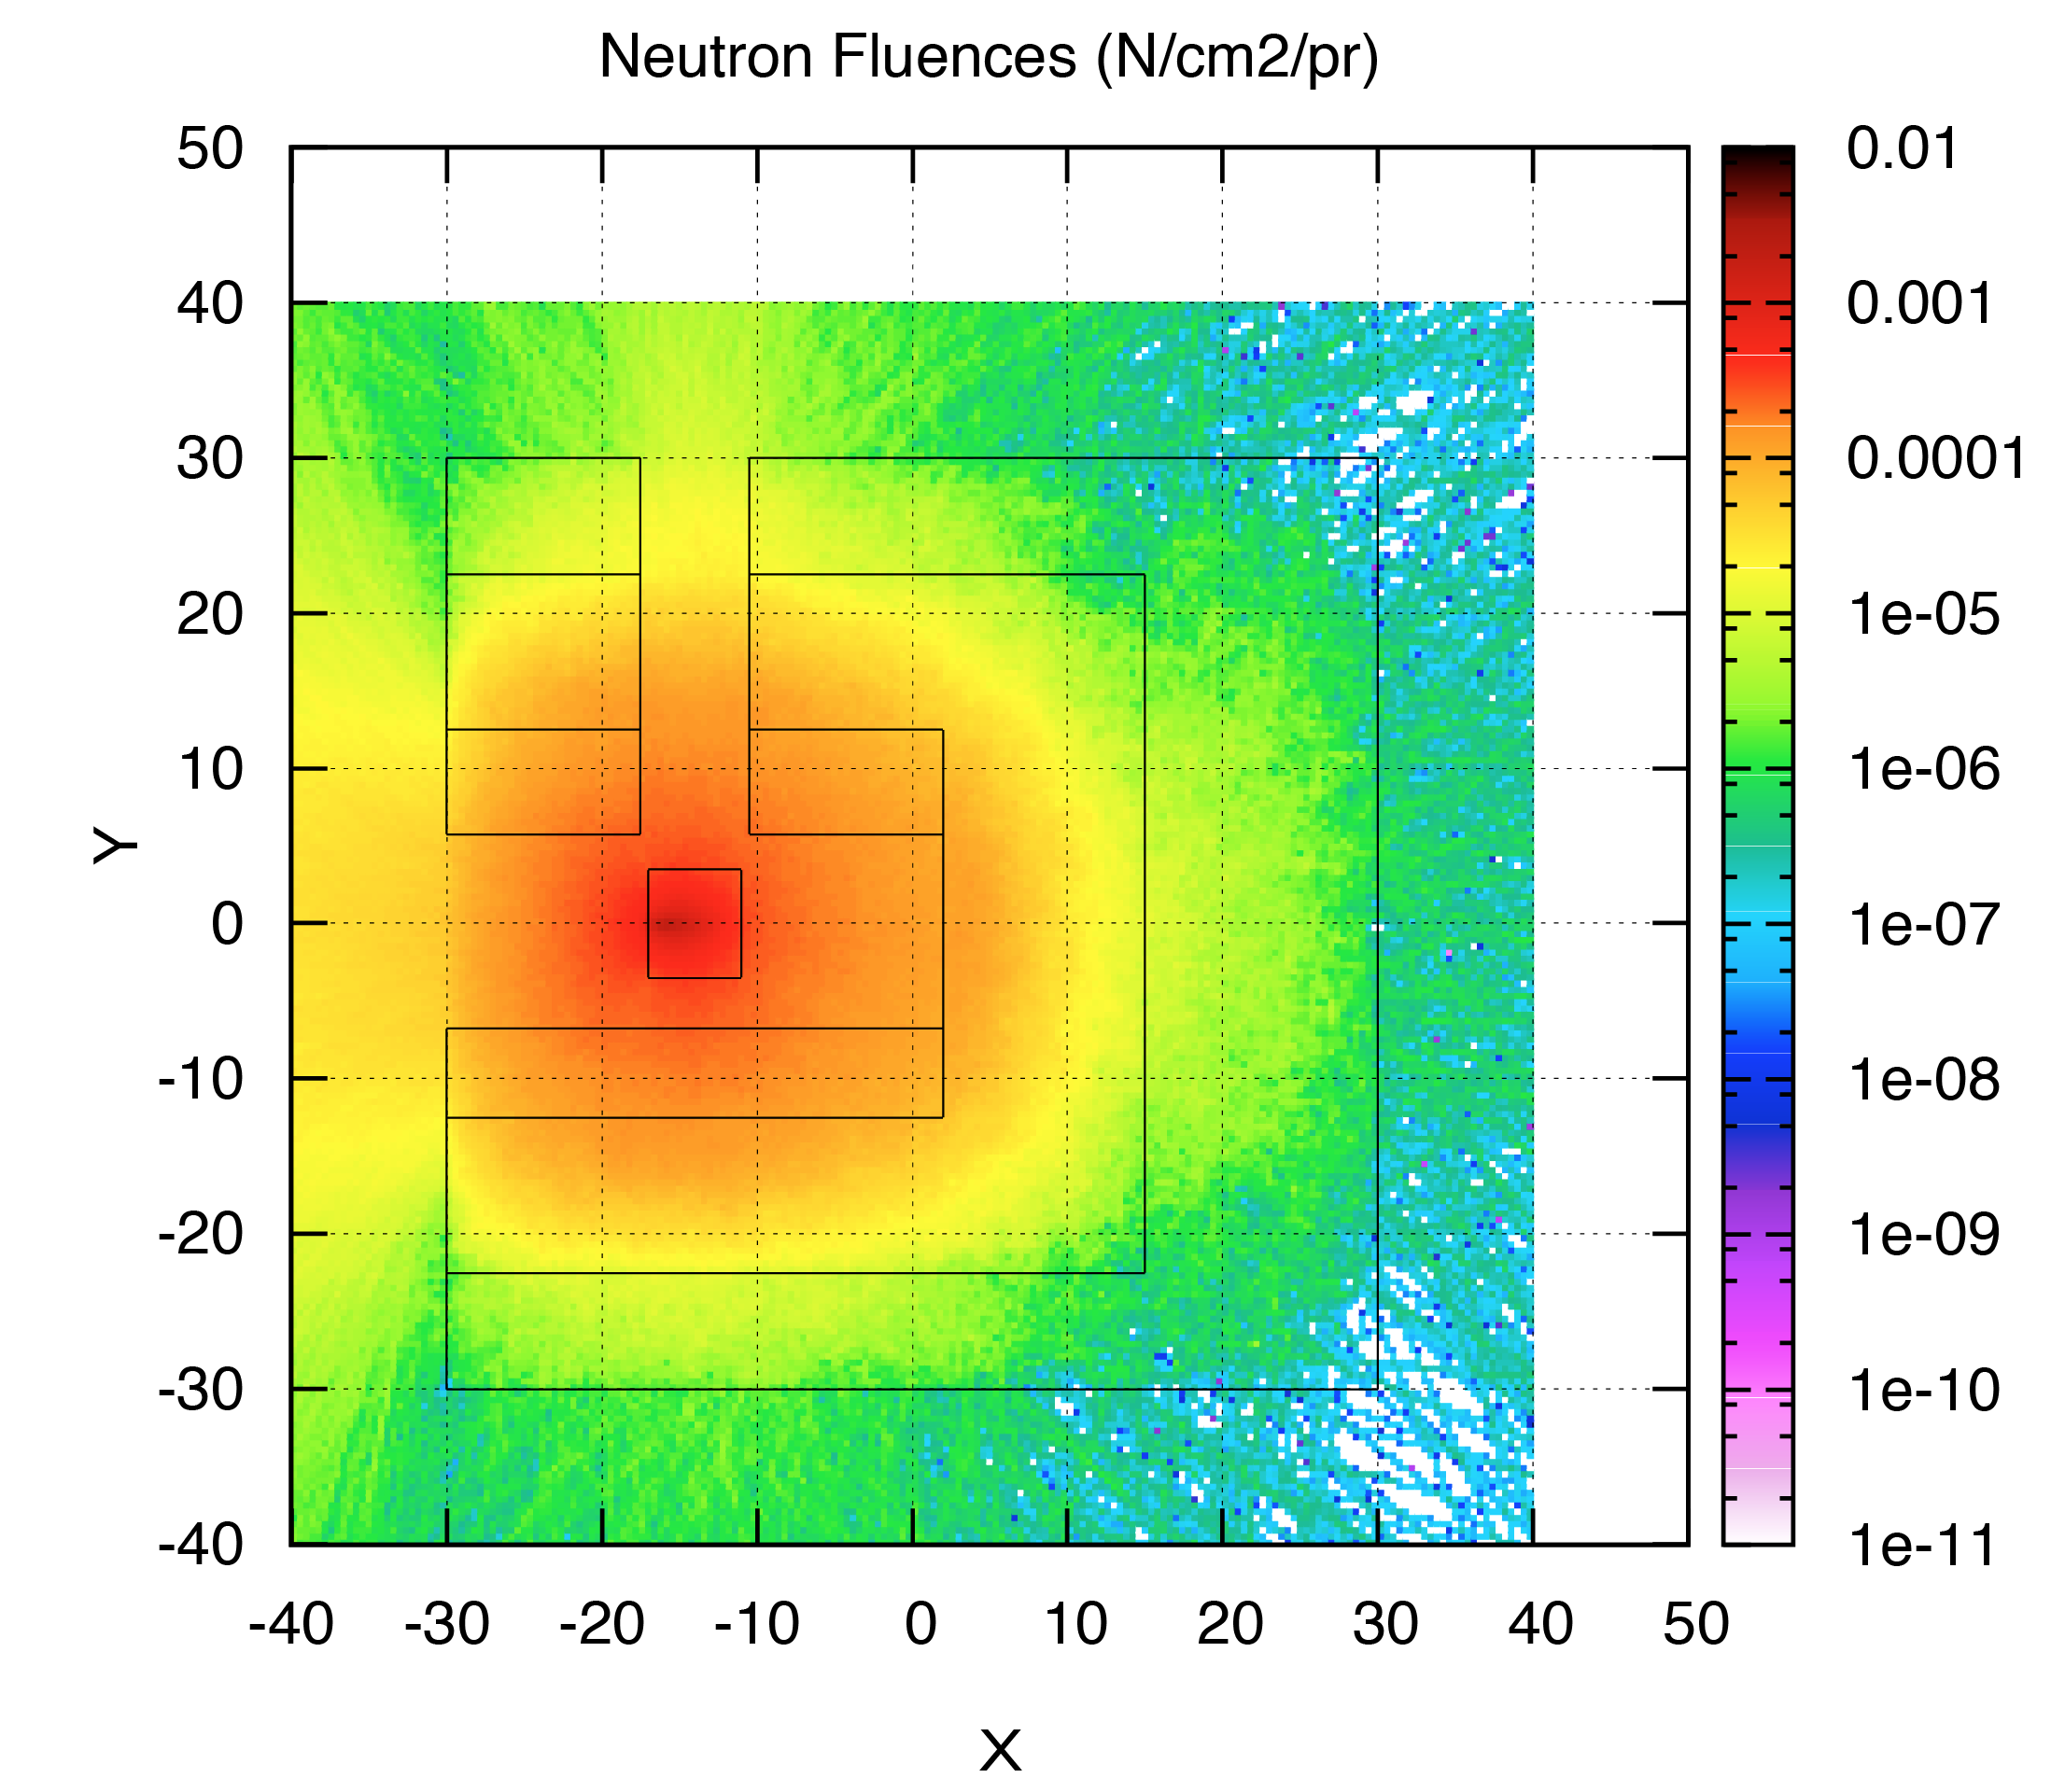 Neutron Fluences (N/cm2/pr)
50
40
30
20
10
0
-10
-20
-30
-40
Y
-40 -30 -20 -10 0 10 20 30 40 50
X
0.01
0.001
0.0001
1e-05
1e-06
1e-07
1e-08
1e-09
1e-10
1e-11